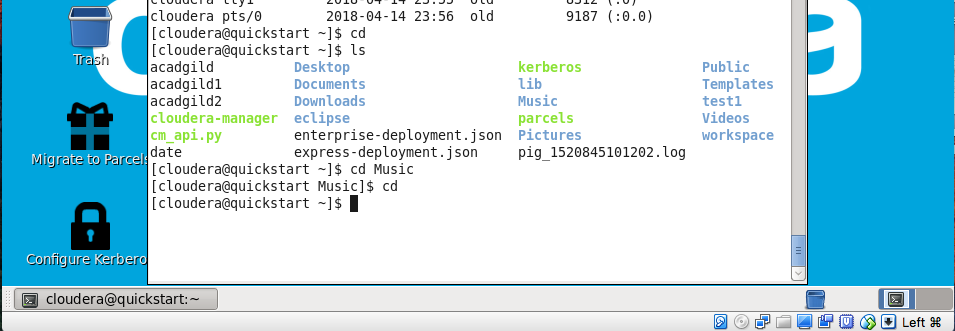 cloudera tty1         2018-04-14 23:55  old         8312 (:0)
cloudera pts/0        2018-04-14 23:56  old         9187 (:0.0)
[cloudera@quickstart ~]$ cd
[cloudera@quickstart ~]$ ls
acadgild Desktop kerberos Public
acadgild1 Documents lib Templates
acadgild2 Downloads Music test1
cloudera-manager eclipse parcels Videos
cm_api.py enterprise-deployment.json Pictures workspace
date express-deployment.json pig_1520845101202.log
[cloudera@quickstart ~]$ cd Music
[cloudera@quickstart Music]$ cd
[cloudera@quickstart ~]$
Trash
Migrate to Parcels
Configure Kerbero
cloudera@quickstart:~
Left ⌘